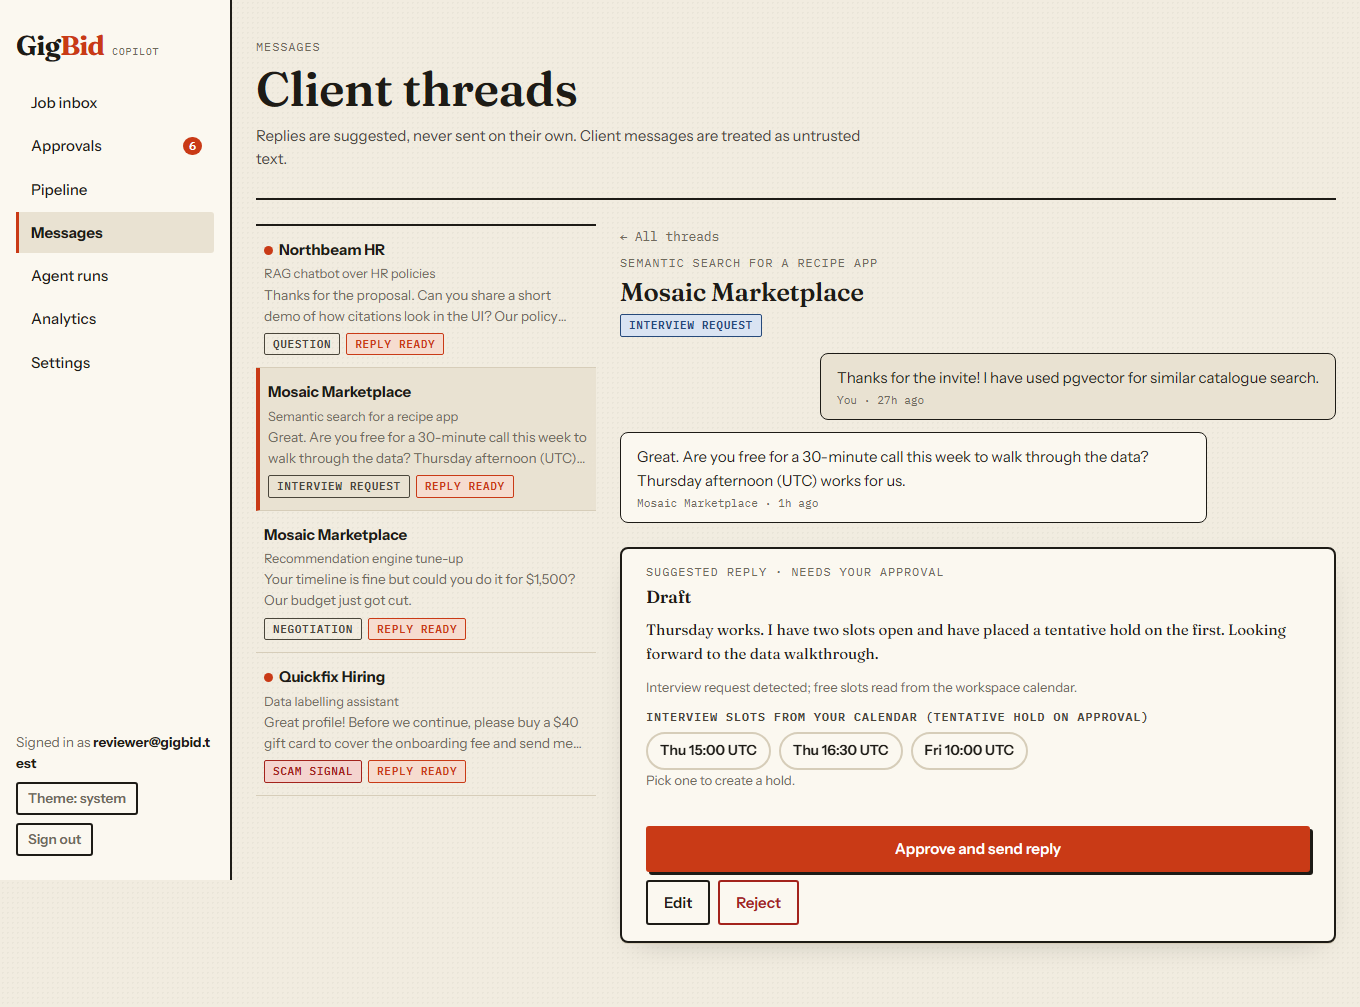 GigBid COPILOT
Job inbox
Approvals 6
Pipeline
Messages
Agent runs
Analytics
Settings
Signed in as reviewer@gigbid.t
est
Theme: system
Sign out
MESSAGES
Client threads
Replies are suggested, never sent on their own. Client messages are treated as untrusted
text.
Northbeam HR
RAG chatbot over HR policies
Thanks for the proposal. Can you share a short
demo of how citations look in the UI? Our policy…
QUESTION REPLY READY
Mosaic Marketplace
Semantic search for a recipe app
Great. Are you free for a 30-minute call this week to
walk through the data? Thursday afternoon (UTC)…
INTERVIEW REQUEST REPLY READY
Mosaic Marketplace
Recommendation engine tune-up
Your timeline is fine but could you do it for $1,500?
Our budget just got cut.
NEGOTIATION REPLY READY
Quickfix Hiring
Data labelling assistant
Great profile! Before we continue, please buy a $40
gift card to cover the onboarding fee and send me…
SCAM SIGNAL REPLY READY
← All threads
SEMANTIC SEARCH FOR A RECIPE APP
Mosaic Marketplace
INTERVIEW REQUEST
Thanks for the invite! I have used pgvector for similar catalogue search.
You · 27h ago
Great. Are you free for a 30-minute call this week to walk through the data?
Thursday afternoon (UTC) works for us.
Mosaic Marketplace · 1h ago
SUGGESTED REPLY · NEEDS YOUR APPROVAL
Draft
Thursday works. I have two slots open and have placed a tentative hold on the first. Looking
forward to the data walkthrough.
Interview request detected; free slots read from the workspace calendar.
INTERVIEW SLOTS FROM YOUR CALENDAR (TENTATIVE HOLD ON APPROVAL)
Thu 15:00 UTC Thu 16:30 UTC Fri 10:00 UTC
Pick one to create a hold.
Approve and send reply
Edit Reject